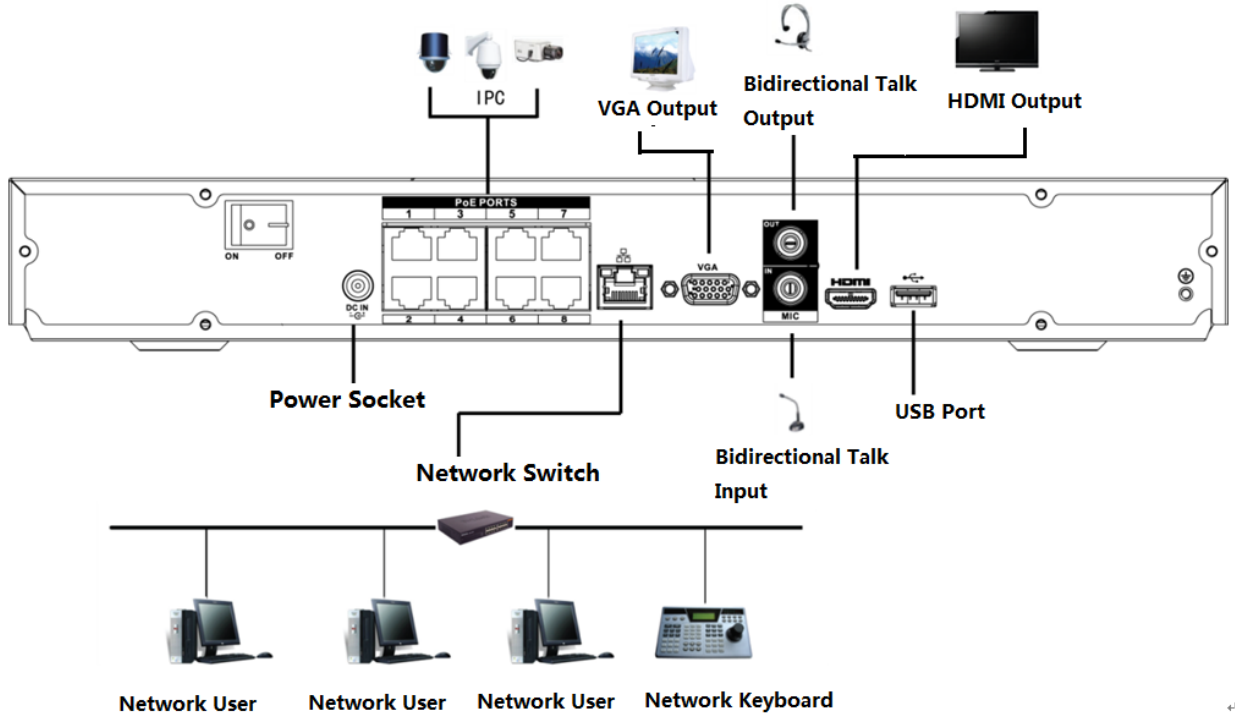 IPC
VGA Output
Bidirectional Talk
Output
HDMI Output
ON OFF
DC IN
PoE PORTS
1 3 5 7
2 4 6 8
VGA
OUT
IN
MIC
HDMI
Power Socket
Network Switch
Bidirectional Talk
Input
USB Port
Network User
Network User
Network User
Network Keyboard